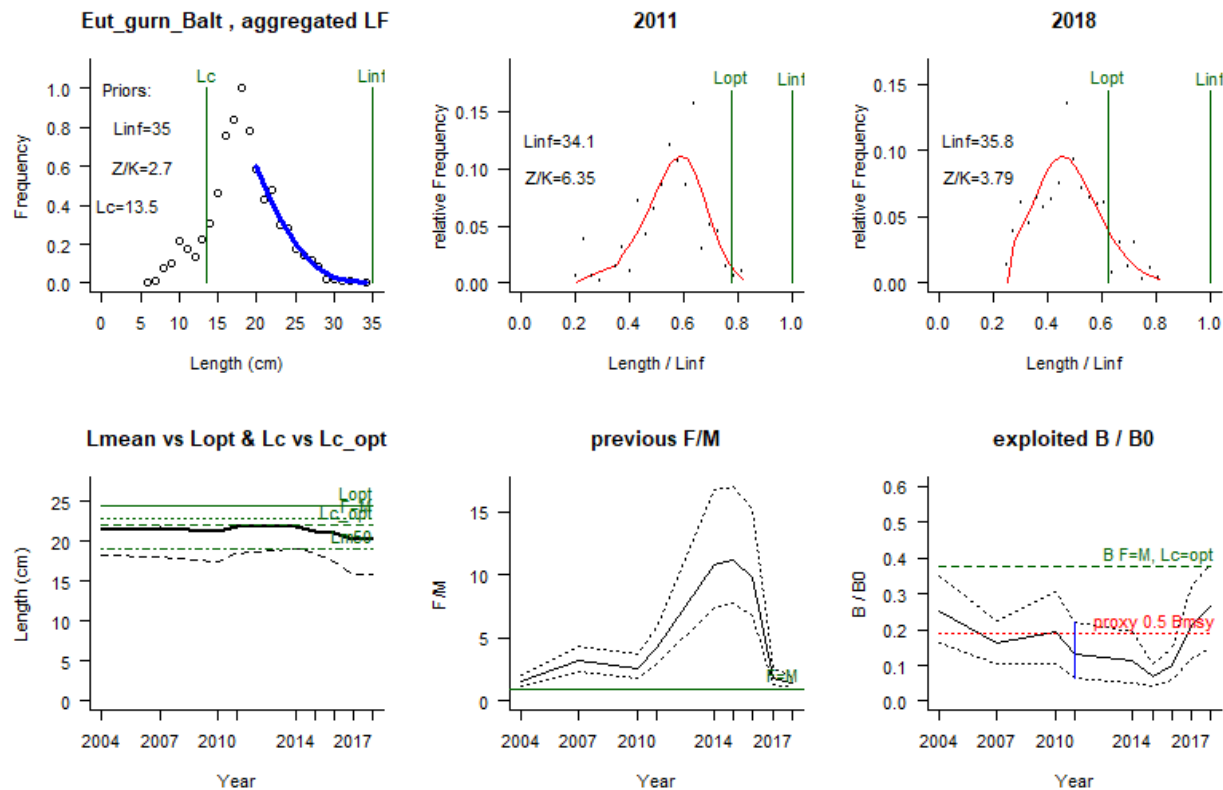 Eut_gurn_Balt , aggregated LF
Lc
Linf
Priors:
Linf=35
Z/K=2.7
Lc=13.5
Frequency
1.0
0.8
0.6
0.4
0.2
0.0
0 5 10 15 20 25 30 35
Length (cm)
2011
Lopt
Linf
Linf=34.1
Z/K=6.35
relative Frequency
0.15
0.10
0.05
0.00
0.0 0.2 0.4 0.6 0.8 1.0
Length / Linf
2018
Lopt
Linf
Linf=35.8
Z/K=3.79
relative Frequency
0.15
0.10
0.05
0.00
0.0 0.2 0.4 0.6 0.8 1.0
Length / Linf
Lmean vs Lopt & Lc vs Lc_opt
Lopt
F=M
Lc_opt
Lm50
Length (cm)
25
20
15
10
5
0
2004 2007 2010 2014 2017
Year
previous F/M
F/M
15
10
5
0
F=M
2004 2007 2010 2014 2017
Year
exploited B / B0
B / B0
0.6
0.5
0.4
0.3
0.2
0.1
0.0
B F=M, Lc=opt
proxy 0.5 Bmsy
2004 2007 2010 2014 2017
Year